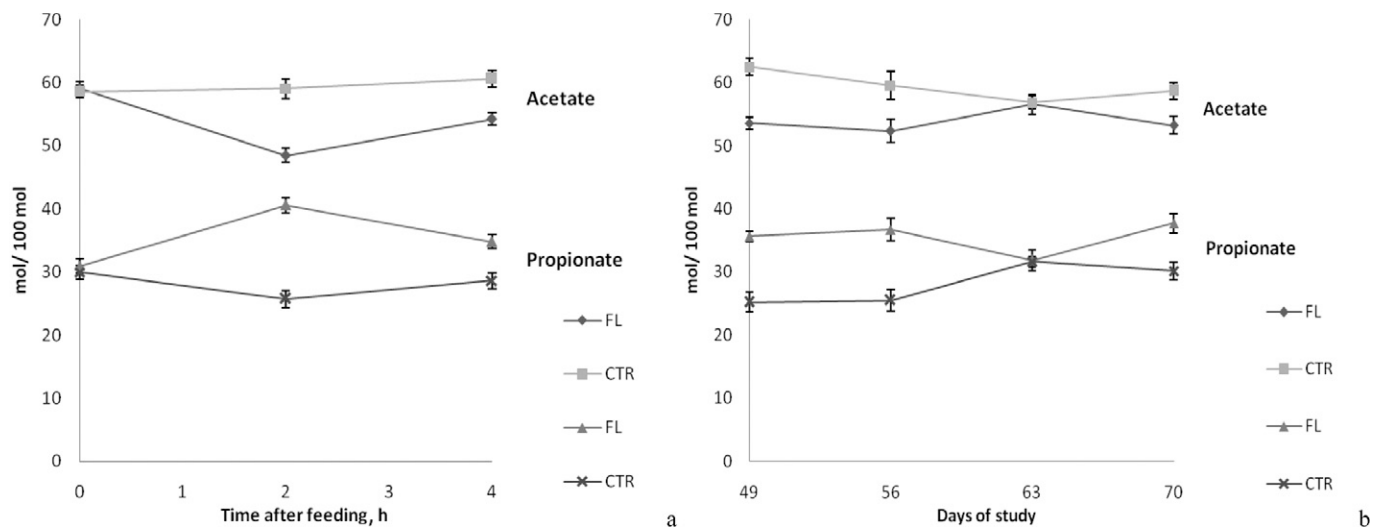 70
60
50
40
30
20
10
0
mol/ 100 mol
0 1 2 3 4
Time after feeding, h
Acetate
Propionate
FL
CTR
FL
CTR
a
70
60
50
40
30
20
10
0
mol/ 100 mol
49 56 63 70
Days of study
Acetate
Propionate
FL
CTR
FL
CTR
b